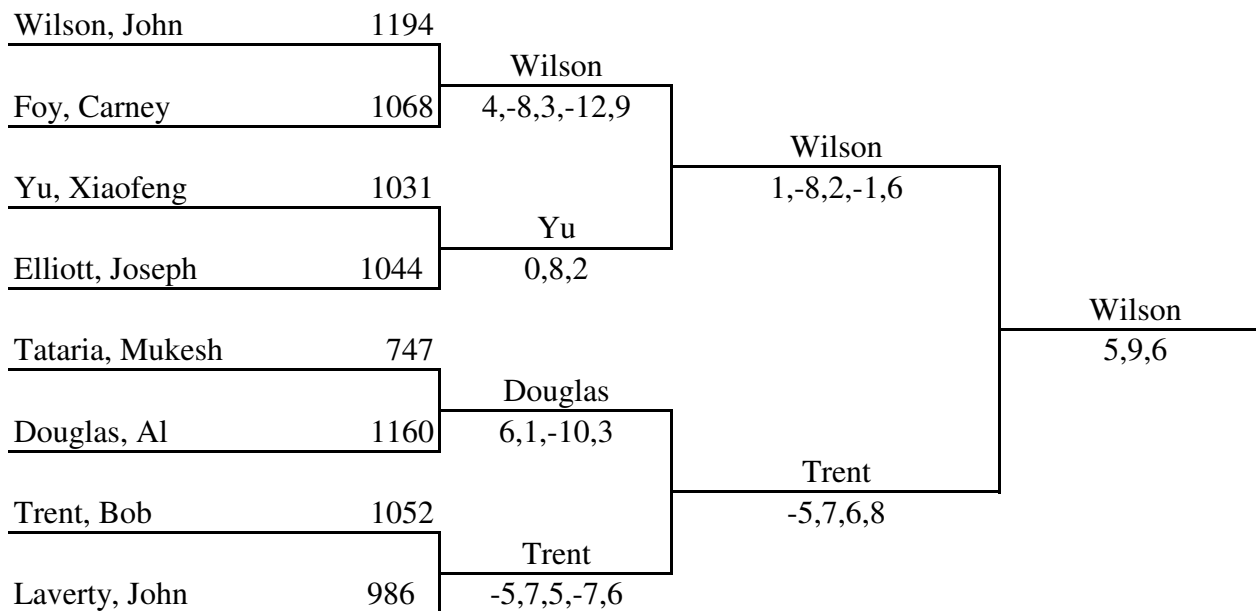 Wilson, John 1194
Wilson
Foy, Carney 1068 4,-8,3,-12,9
Wilson
Yu, Xiaofeng 1031 1,-8,2,-1,6
Yu
Elliott, Joseph 1044 0,8,2
Wilson
Tataria, Mukesh 747 5,9,6
Douglas
Douglas, Al 1160 6,1,-10,3
Trent
Trent, Bob 1052 -5,7,6,8
Trent
Laverty, John 986 -5,7,5,-7,6